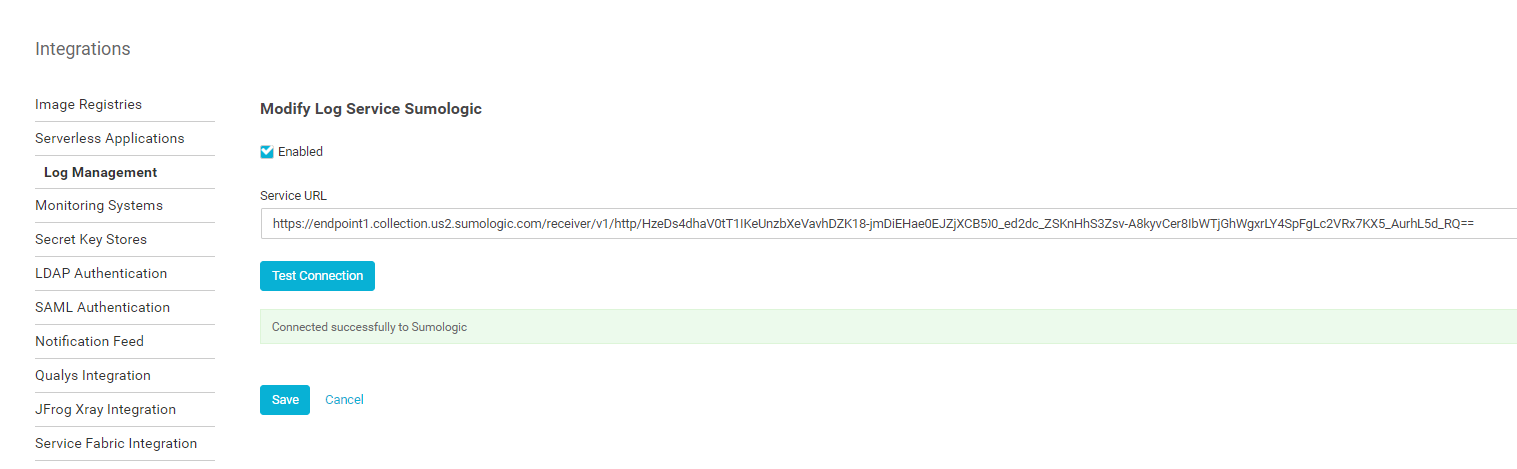 Integrations
Image Registries
Serverless Applications
Log Management
Monitoring Systems
Secret Key Stores
LDAP Authentication
SAML Authentication
Notification Feed
Qualys Integration
JFrog Xray Integration
Service Fabric Integration
Modify Log Service Sumologic
Enabled
Service URL
https://endpoint1.collection.us2.sumologic.com/receiver/v1/http/HzeDs4dhaV0tT1IKeUnzbXeVavhDZK18-jmDiEHae0EJZjXCB5)0_ed2dc_ZSKnHhS3Zsv-A8kyvCer8IbWTjGhWgxrLY4SpFgLc2VRx7KX5_AurhL5d_RQ==
Test Connection
Connected successfully to Sumologic
Save Cancel